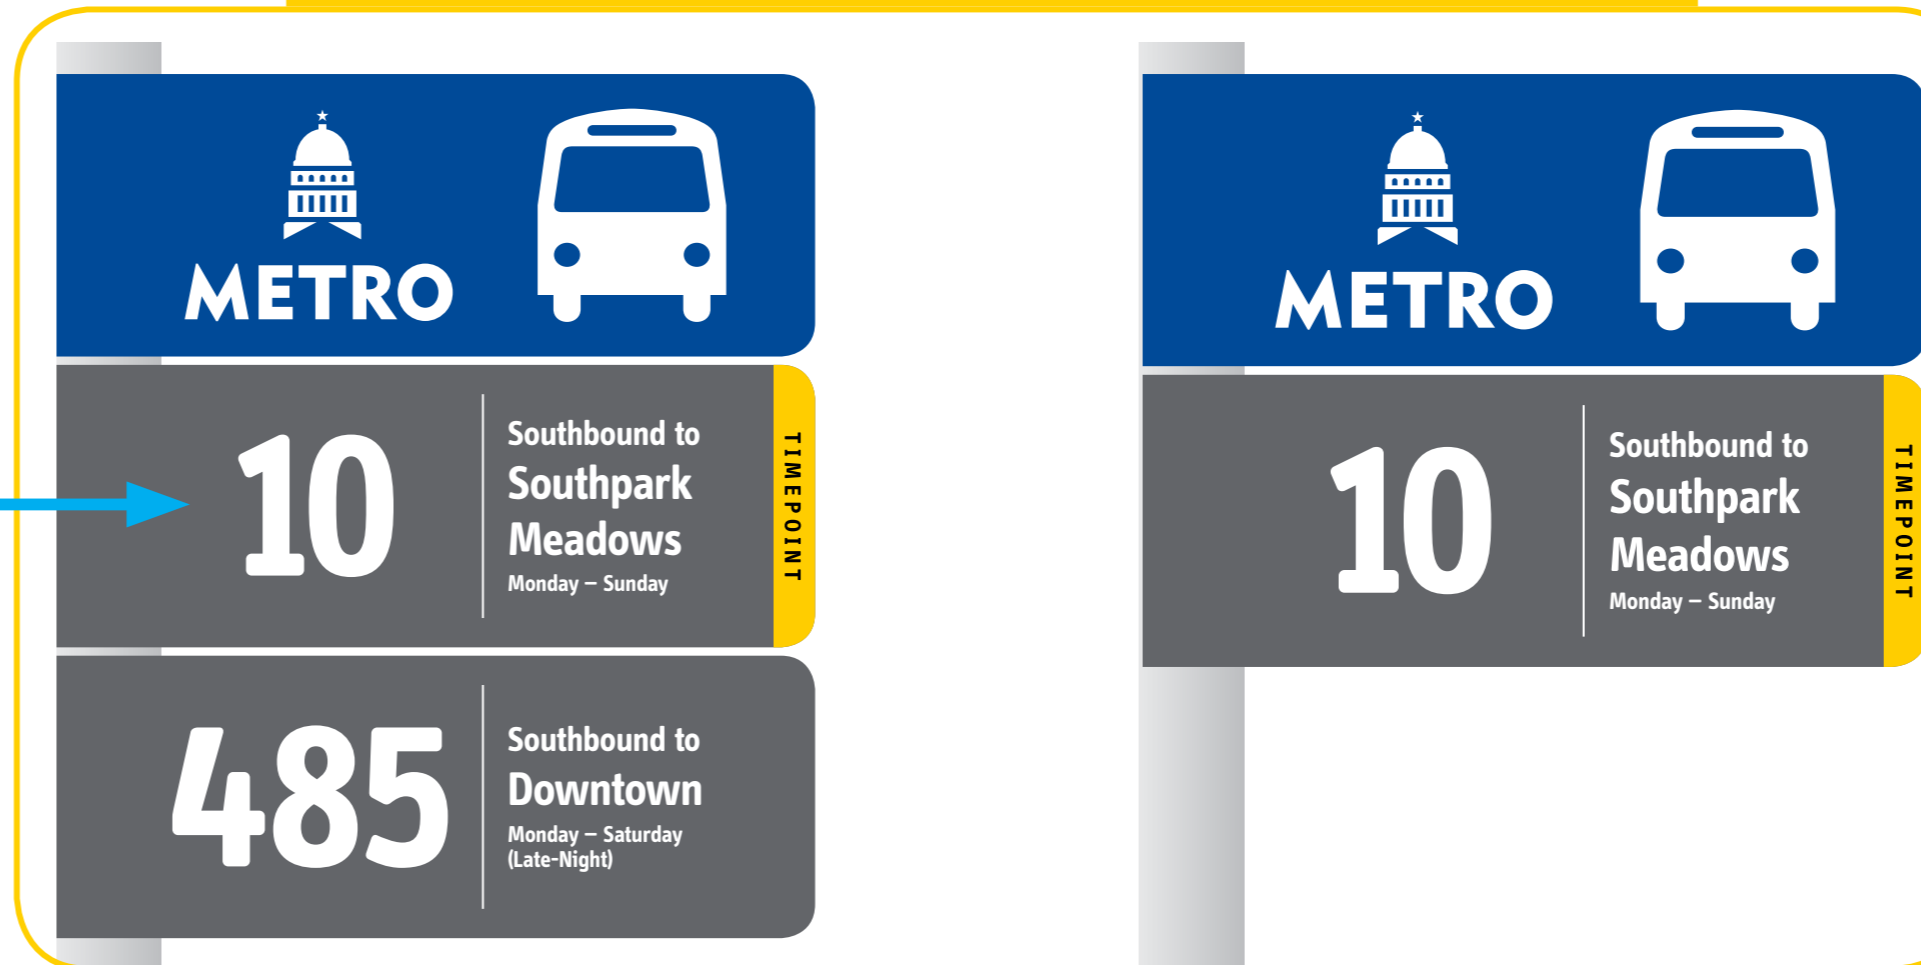 METRO
10
Southbound to
Southpark
Meadows
Monday – Sunday
TIMEPOINT
485
Southbound to
Downtown
Monday – Saturday
(Late-Night)
METRO
10
Southbound to
Southpark
Meadows
Monday – Sunday
TIMEPOINT